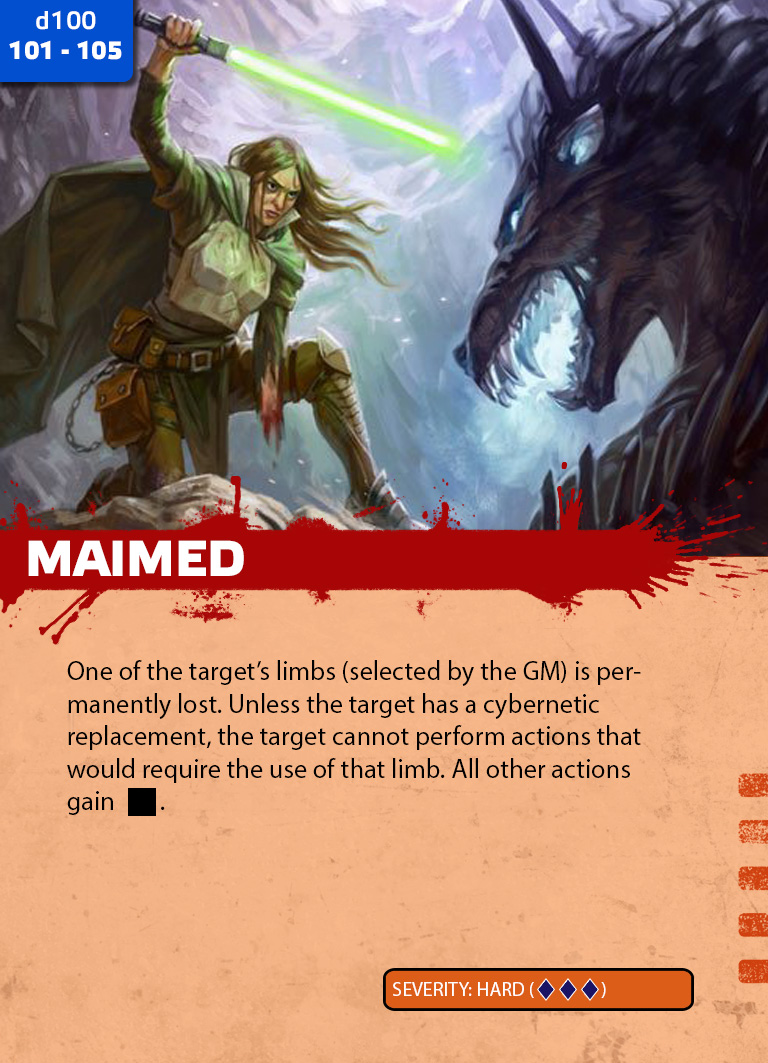 d100
101 - 105
MAIMED
One of the target’s limbs (selected by the GM) is per-
manently lost. Unless the target has a cybernetic
replacement, the target cannot perform actions that
would require the use of that limb. All other actions
gain ■.
SEVERITY: HARD (♦♦♦)